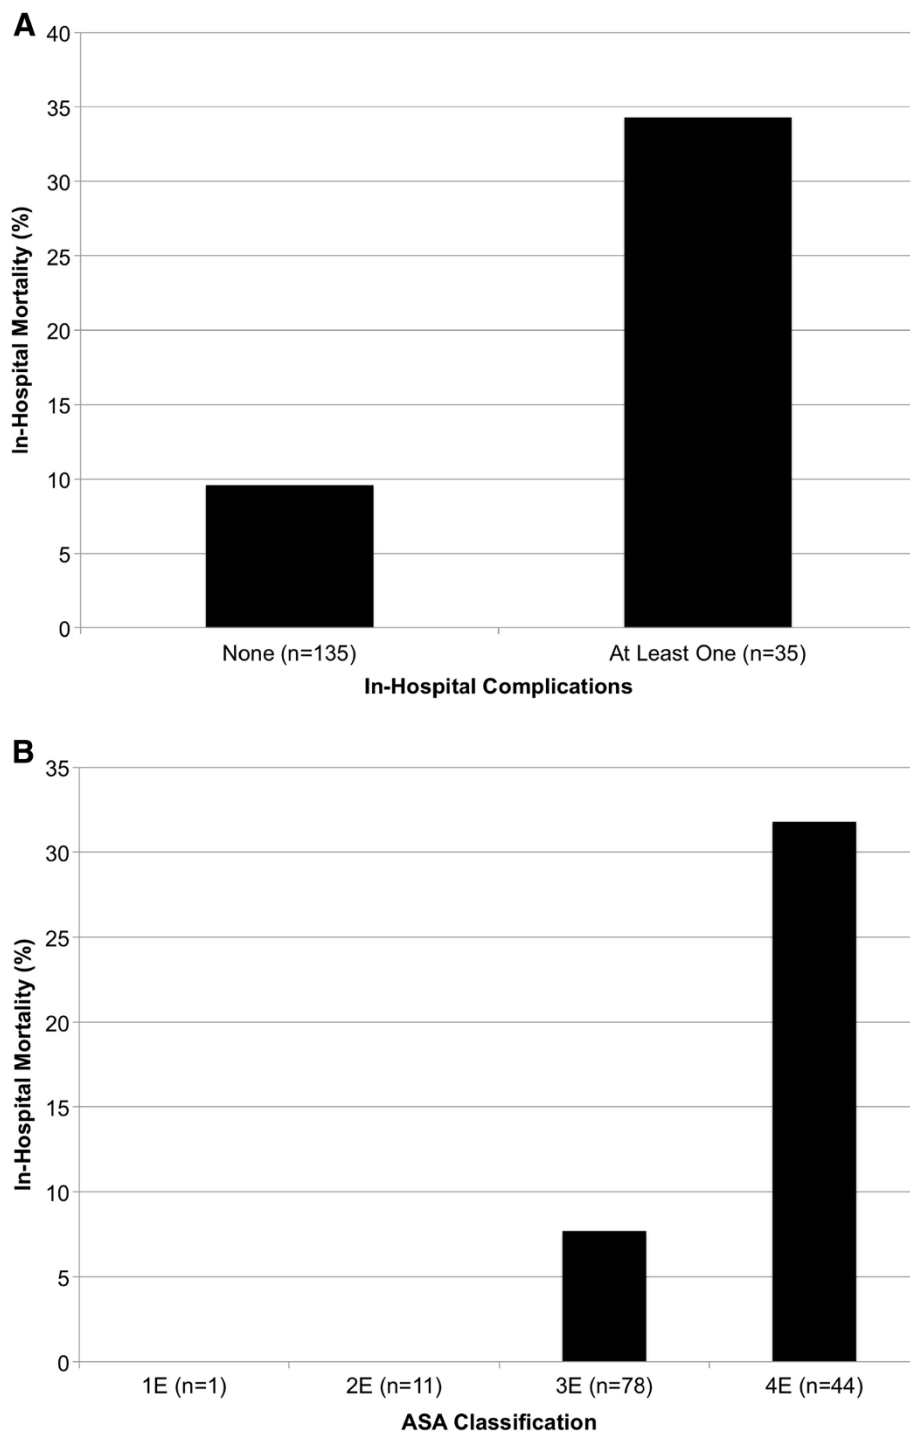 A
40
35
30
25
20
15
10
5
0
In-Hospital Mortality (%)
None (n=135) At Least One (n=35)
In-Hospital Complications
B
35
30
25
20
15
10
5
0
In-Hospital Mortality (%)
1E (n=1) 2E (n=11) 3E (n=78) 4E (n=44)
ASA Classification